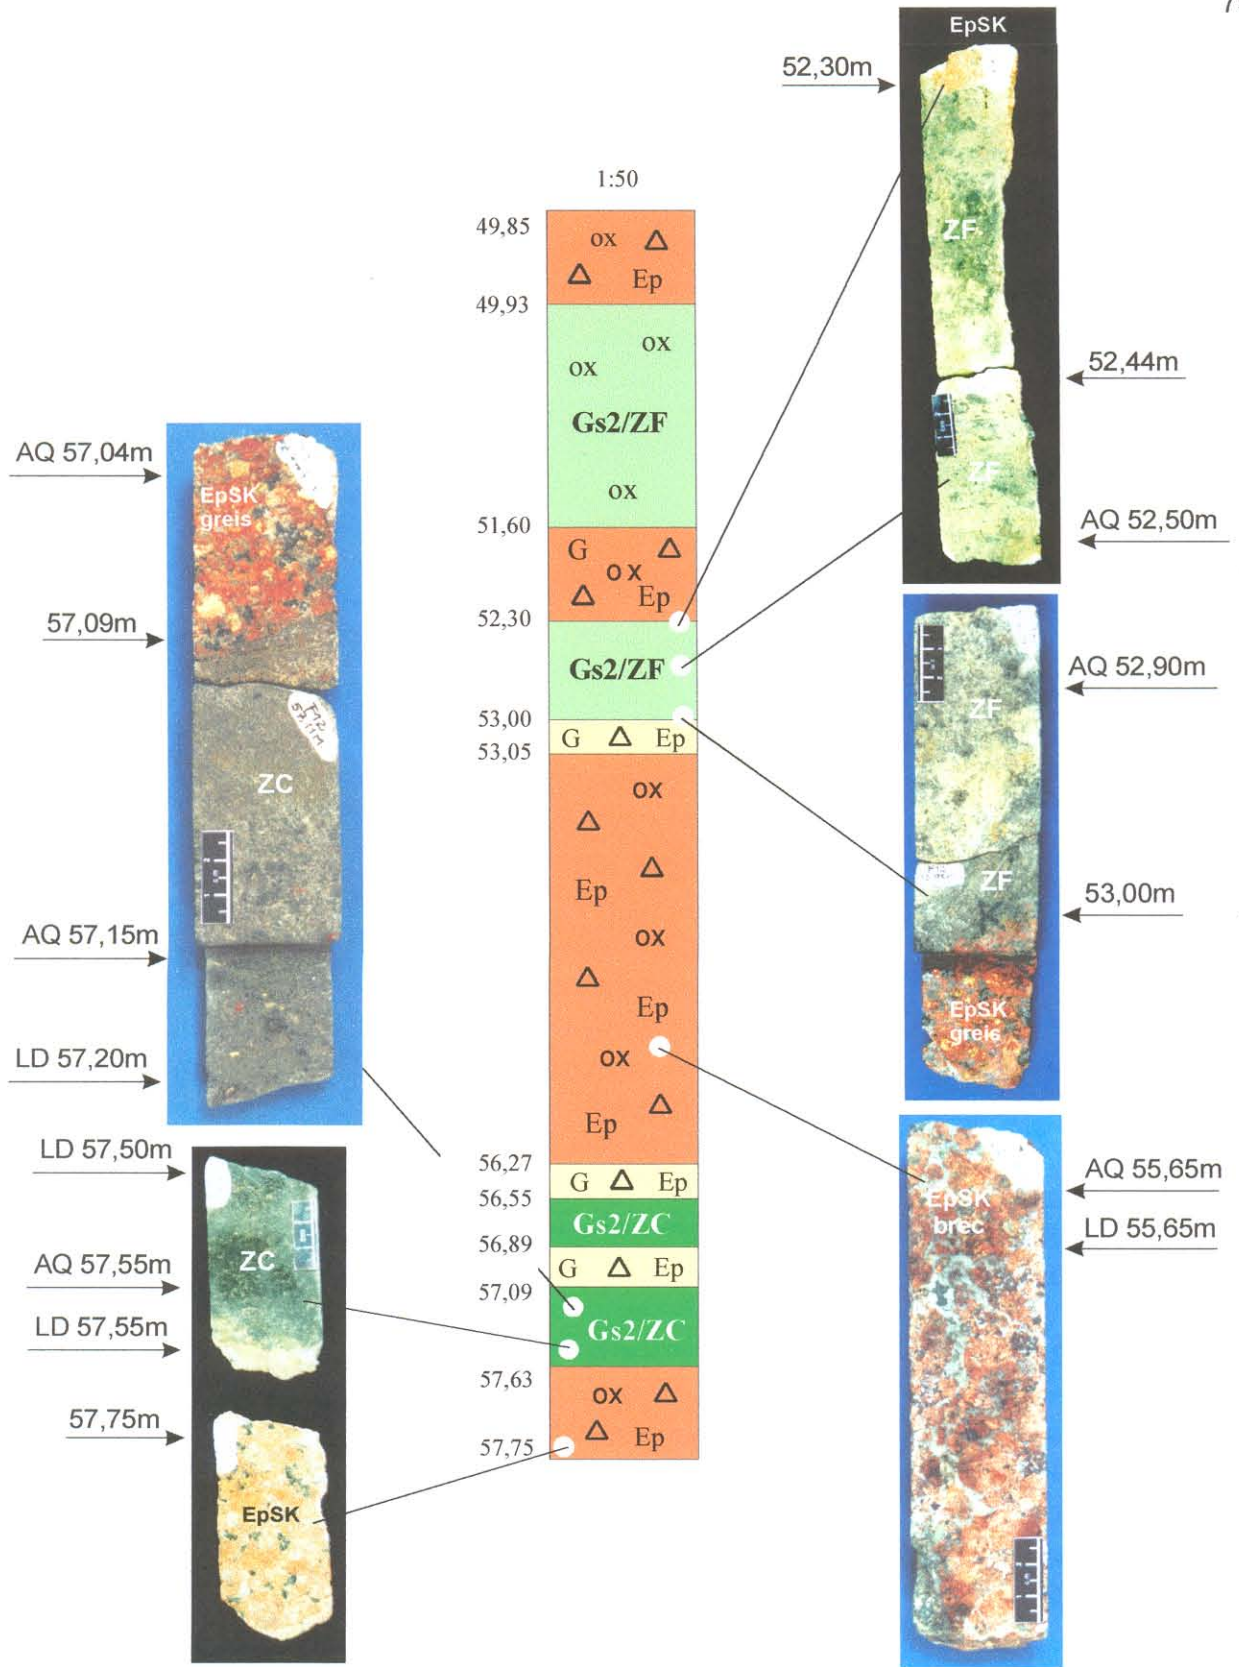 EpSK
52,30m
ZF
52,44m
ZF
AQ 52,50m
1:50
49,85
ox
Ep
49,93
ox
ox
Gs2/ZF
ox
51,60
G
ox
Ep
52,30
Gs2/ZF
53,00
G Ep
53,05
ox
Ep
ox
Ep
ox
Ep
56,27
G Ep
56,55
Gs2/ZC
56,89
G Ep
57,09
Gs2/ZC
57,63
ox
Ep
57,75
AQ 57,04m
EpSK
greis
57,09m
F12
57,11M
ZC
AQ 57,15m
LD 57,20m
LD 57,50m
ZC
AQ 57,55m
LD 57,55m
57,75m
EpSK
AQ 52,90m
ZF
ZF
K
53,00m
EpSK
greis
AQ 55,65m
EpSK
brec
LD 55,65m